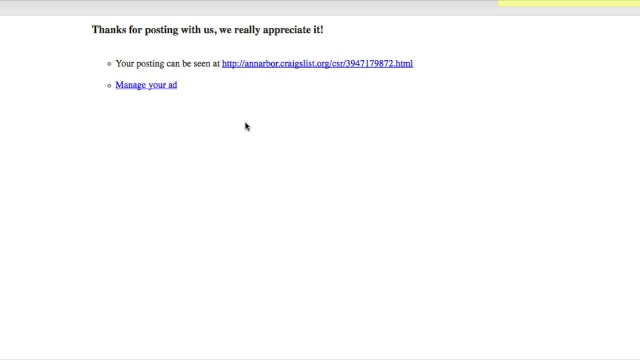 Thanks for posting with us, we really appreciate it!
Your posting can be seen at http://annarbor.craigslist.org/csr/3947179872.html
Manage your ad